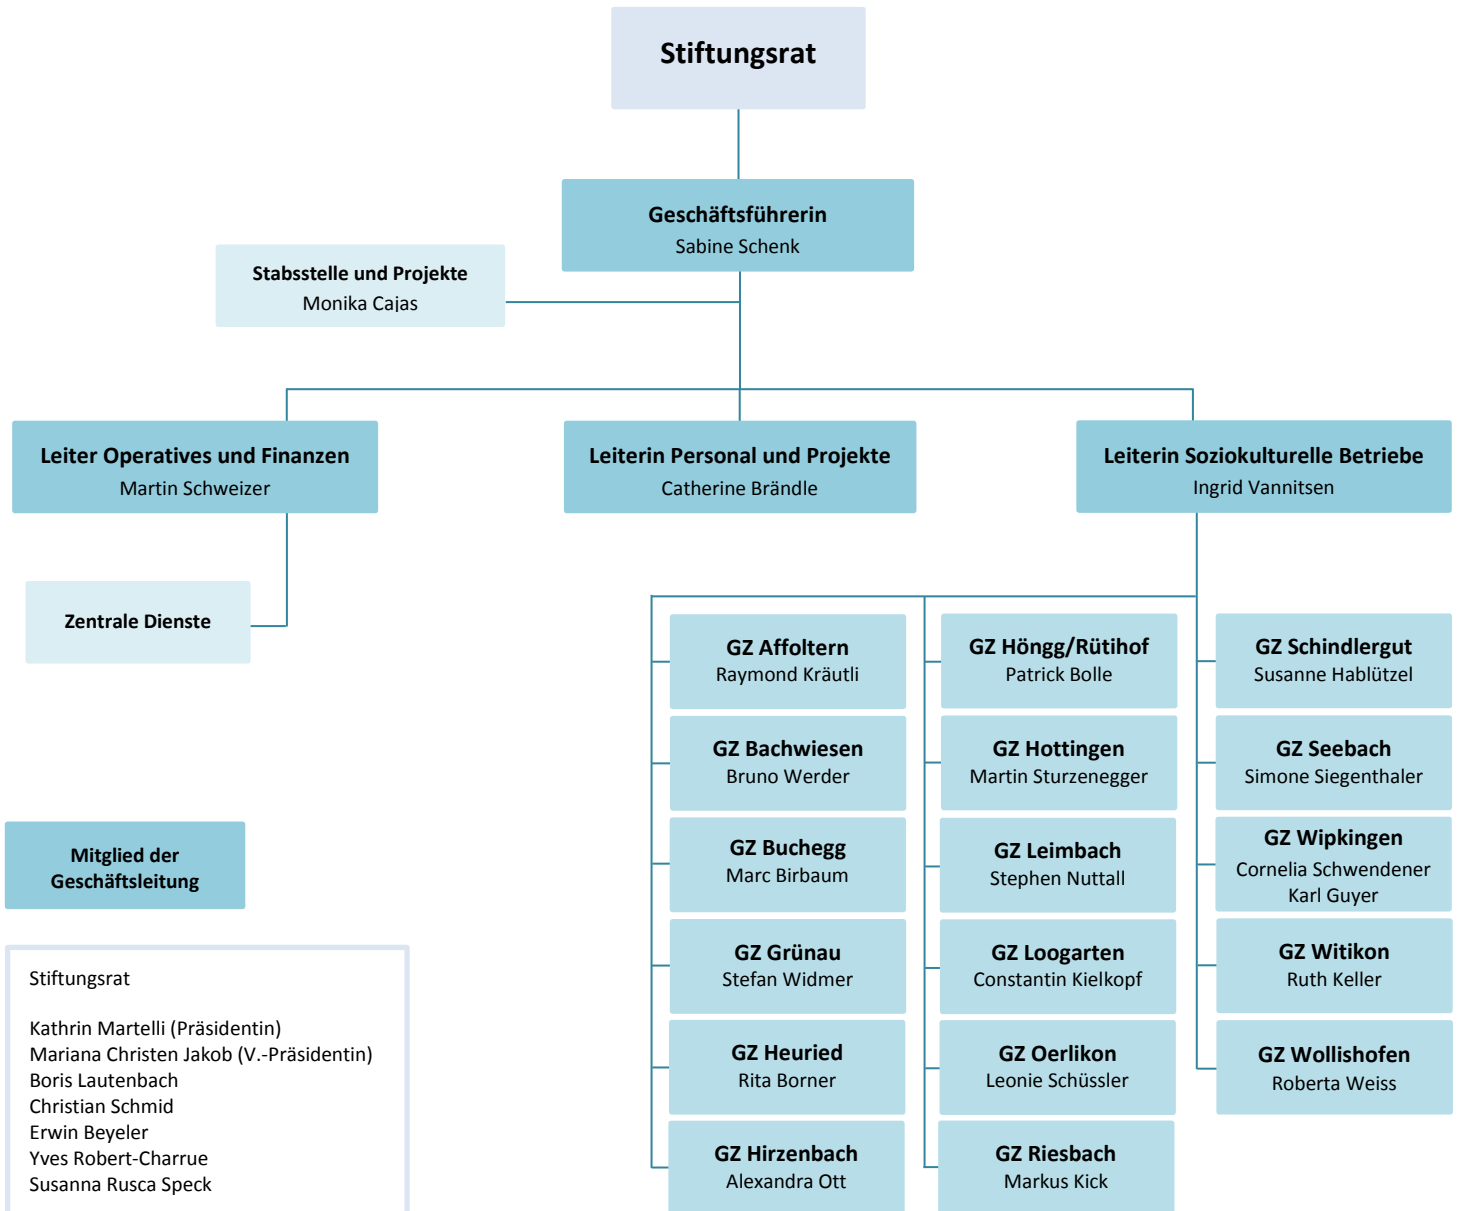 Stiftungsrat
Geschäftsführerin
Sabine Schenk
Stabsstelle und Projekte
Monika Cajas
Leiter Operatives und Finanzen
Martin Schweizer
Leiterin Personal und Projekte
Catherine Brändle
Leiterin Soziokulturelle Betriebe
Ingrid Vannitsen
Zentrale Dienste
GZ Affoltern
Raymond Kräutli
GZ Bachwiesen
Bruno Werder
GZ Buchegg
Marc Birbaum
GZ Grünau
Stefan Widmer
GZ Heuried
Rita Borner
GZ Hirzenbach
Alexandra Ott
GZ Höngg/Rütihof
Patrick Bolle
GZ Hottingen
Martin Sturzenegger
GZ Leimbach
Stephen Nuttall
GZ Loogarten
Constantin Kielkopf
GZ Oerlikon
Leonie Schüssler
GZ Riesbach
Markus Kick
GZ Schindlergut
Susanne Hablützel
GZ Seebach
Simone Siegenthaler
GZ Wipkingen
Cornelia Schwendener
Karl Guyer
GZ Witikon
Ruth Keller
GZ Wollishofen
Roberta Weiss
Mitglied der
Geschäftsleitung
Stiftungsrat
Kathrin Martelli (Präsidentin)
Mariana Christen Jakob (V.-Präsidentin)
Boris Lautenbach
Christian Schmid
Erwin Beyeler
Yves Robert-Charrue
Susanna Rusca Speck